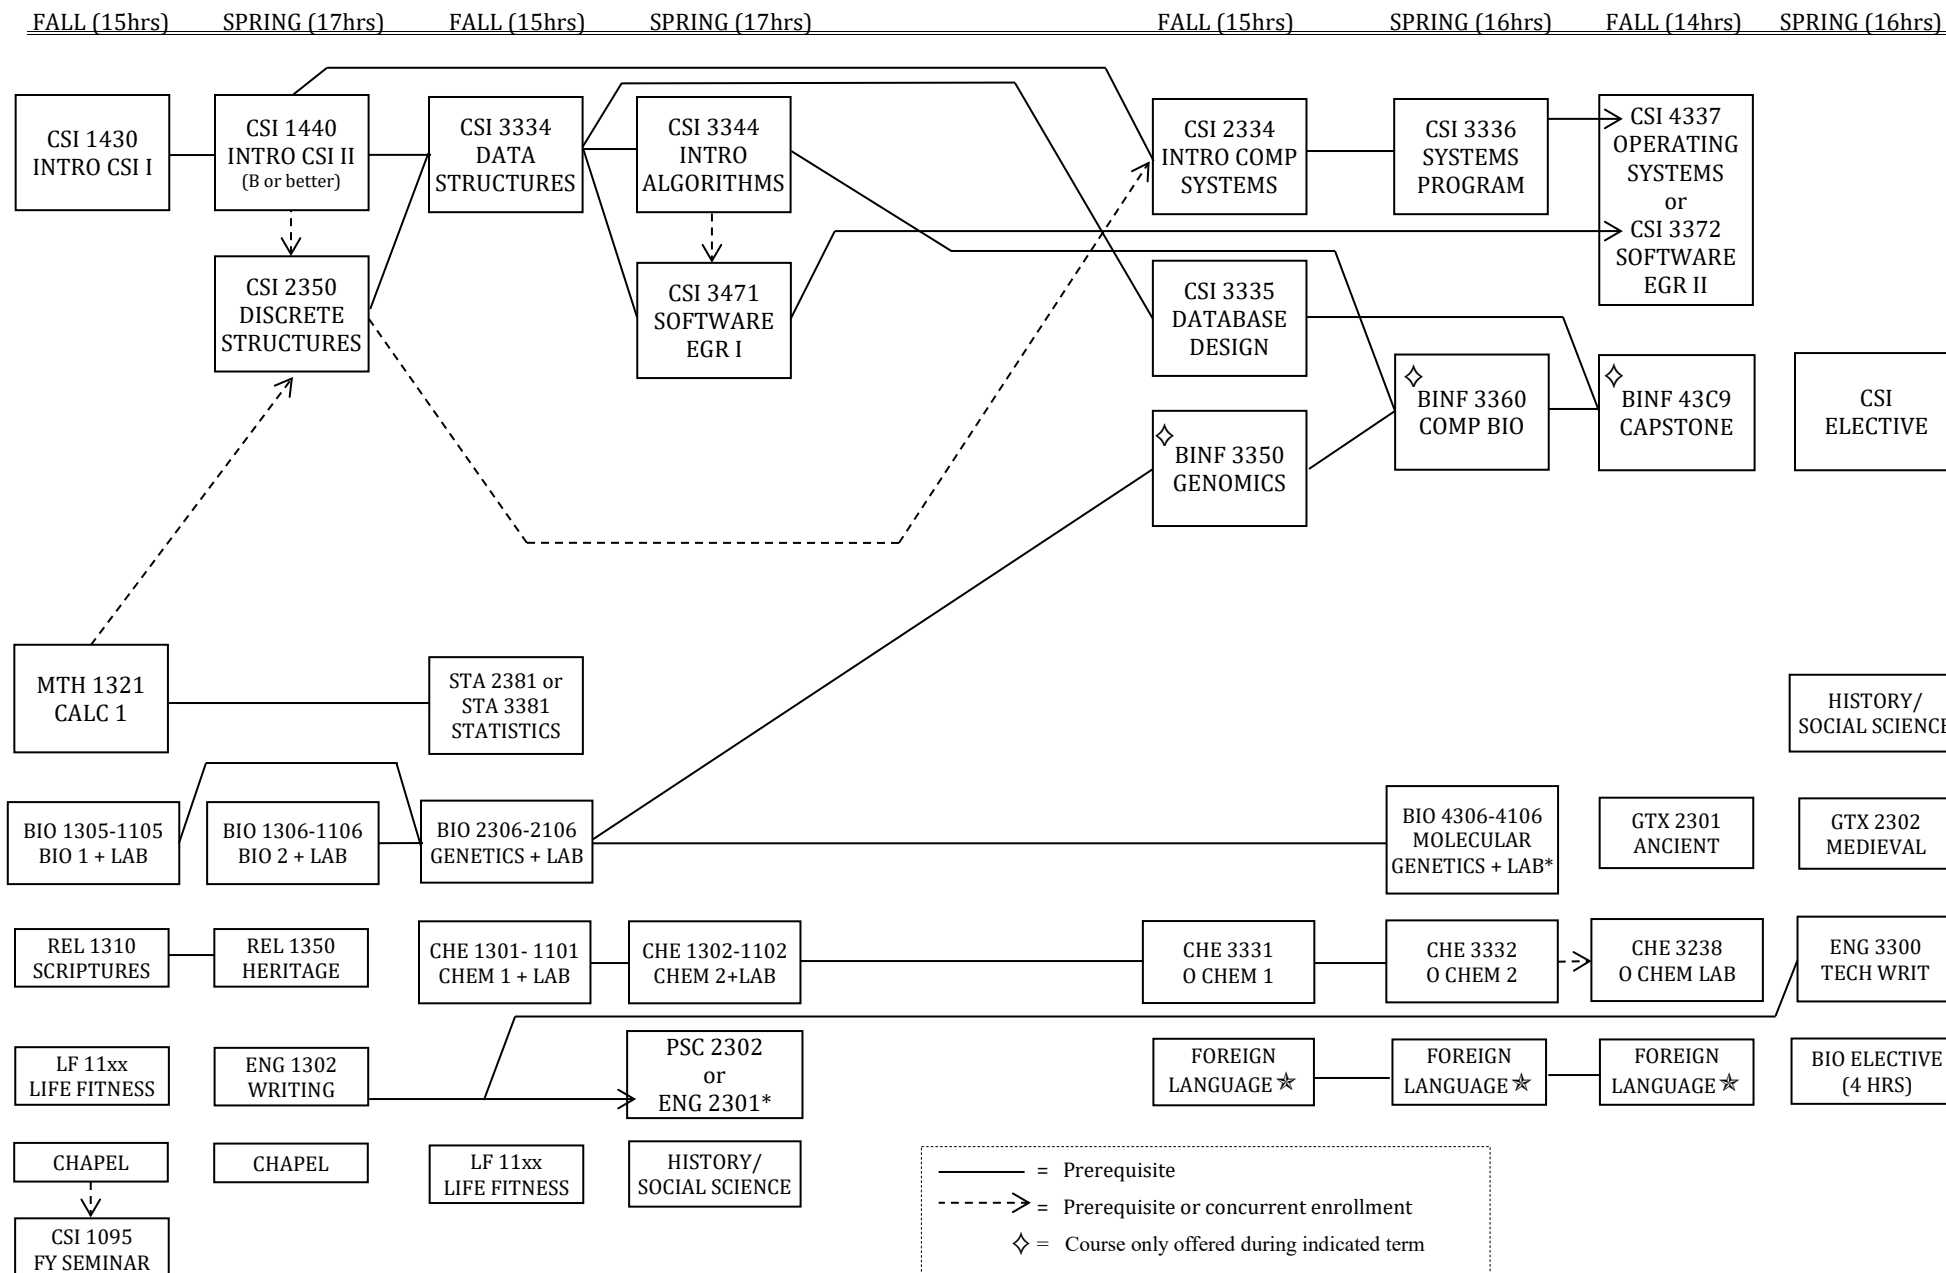 FALL (15hrs) SPRING (17hrs) FALL (15hrs) SPRING (17hrs) FALL (15hrs) SPRING (16hrs) FALL (14hrs) SPRING (16hrs)
CSI 1430
INTRO CSI I
CSI 1440
INTRO CSI II
(B or better)
CSI 3334
DATA
STRUCTURES
CSI 3344
INTRO
ALGORITHMS
CSI 2334
INTRO COMP
SYSTEMS
CSI 3336
SYSTEMS
PROGRAM
CSI 4337
OPERATING
SYSTEMS
or
CSI 3372
SOFTWARE
EGR II
CSI 2350
DISCRETE
STRUCTURES
CSI 3471
SOFTWARE
EGR I
CSI 3335
DATABASE
DESIGN
BINF 3350
GENOMICS
BINF 3360
COMP BIO
BINF 43C9
CAPSTONE
CSI
ELECTIVE
MTH 1321
CALC 1
STA 2381 or
STA 3381
STATISTICS
HISTORY/
SOCIAL SCIENCE
BIO 1305-1105
BIO 1 + LAB
BIO 1306-1106
BIO 2 + LAB
BIO 2306-2106
GENETICS + LAB
BIO 4306-4106
MOLECULAR
GENETICS + LAB*
GTX 2301
ANCIENT
GTX 2302
MEDIEVAL
REL 1310
SCRIPTURES
REL 1350
HERITAGE
CHE 1301- 1101
CHEM 1 + LAB
CHE 1302-1102
CHEM 2+LAB
CHE 3331
O CHEM 1
CHE 3332
O CHEM 2
CHE 3238
O CHEM LAB
ENG 3300
TECH WRIT
LF 11xx
LIFE FITNESS
ENG 1302
WRITING
PSC 2302
or
ENG 2301*
FOREIGN
LANGUAGE✯
FOREIGN
LANGUAGE✯
FOREIGN
LANGUAGE✯
BIO ELECTIVE
(4 HRS)
CHAPEL
CHAPEL
LF 11xx
LIFE FITNESS
HISTORY/
SOCIAL SCIENCE
CSI 1095
FY SEMINAR
= Prerequisite
= Prerequisite or concurrent enrollment
✧ = Course only offered during indicated term